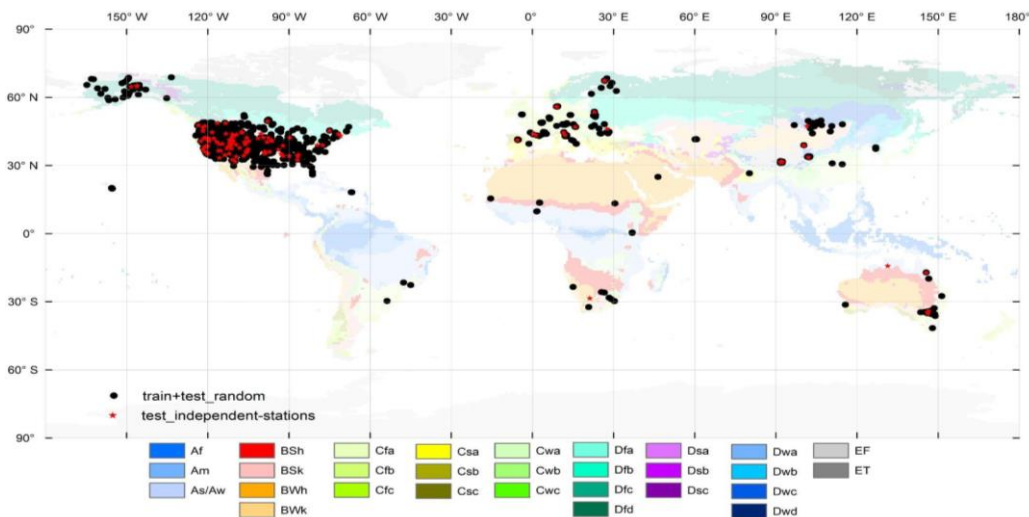 150° W 120° W 90° W 60° W 30° W 0° 30° E 60° E 90° E 120° E 150° E 180°
90°
60° N
30° N
0°
30° S
60° S
90°
train+test_random
test_independent-stations
Af BSh Cfa Csa Cwa Dfa Dsa Dwa EF
Am BSk Cfb Csb Cwb Dfb Dsb Dwb ET
As/Aw BWh Cfc Csc Cwc Dfc Dsc Dwc
BWk Dfd Dwd